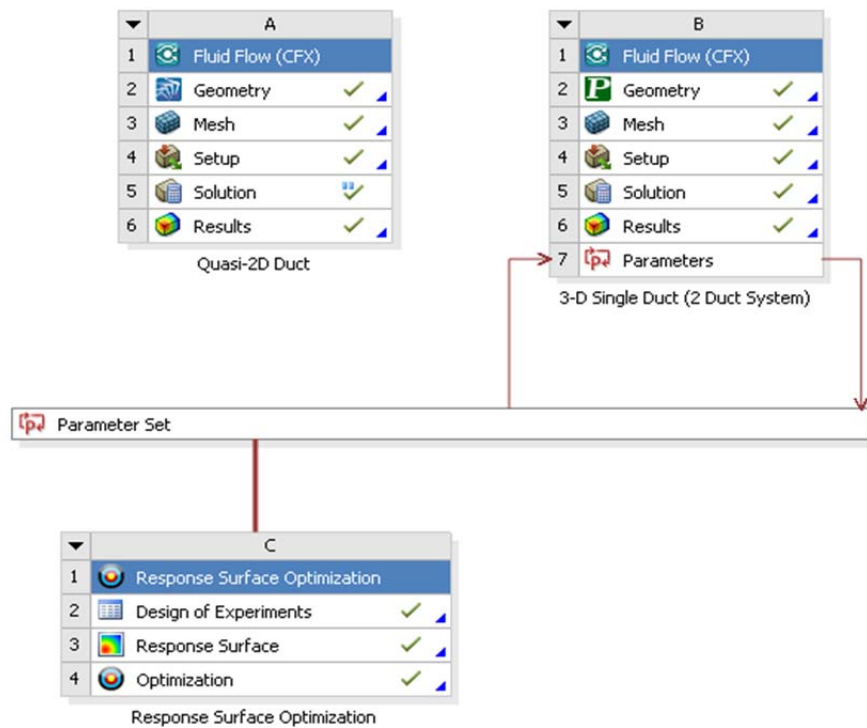 A
1 Fluid Flow (CFX)
2 Geometry
3 Mesh
4 Setup
5 Solution
6 Results
Quasi-2D Duct
B
1 Fluid Flow (CFX)
2 P Geometry
3 Mesh
4 Setup
5 Solution
6 Results
7 p Parameters
3-D Single Duct (2 Duct System)
p Parameter Set
C
1 Response Surface Optimization
2 Design of Experiments
3 Response Surface
4 Optimization
Response Surface Optimization